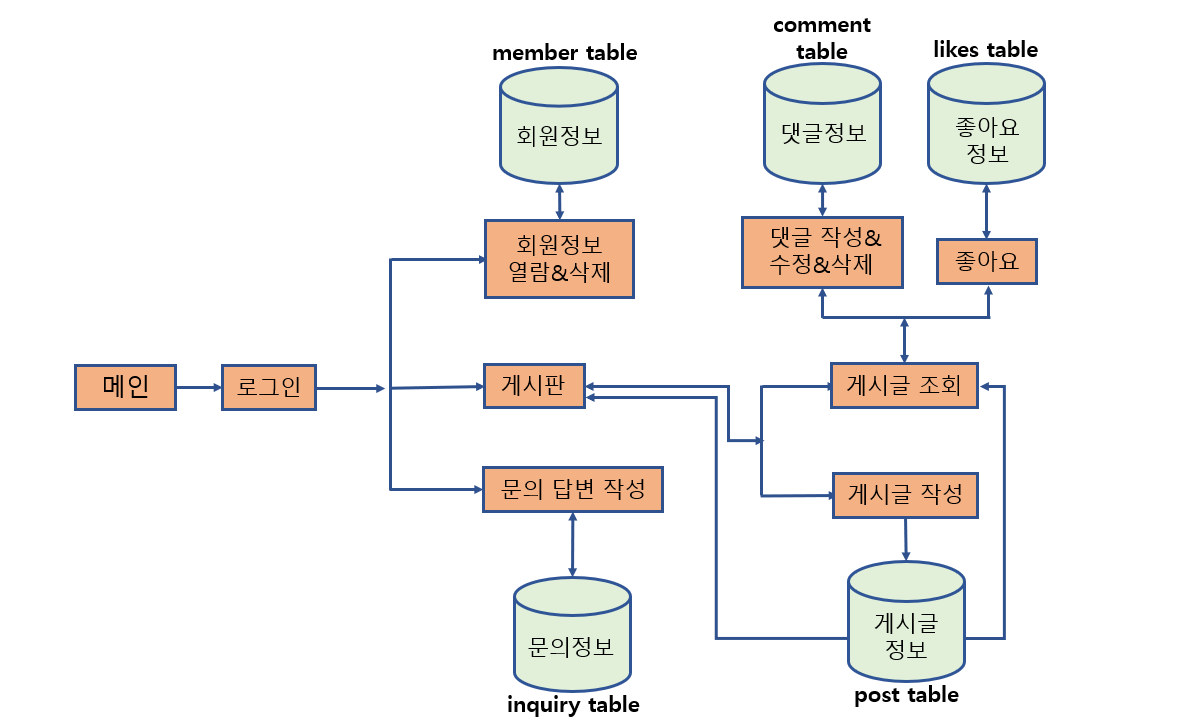 member table
회원정보
회원정보
열람&삭제
comment
table
댓글정보
댓글 작성&
수정&삭제
likes table
좋아요
정보
좋아요
메인
로그인
게시판
게시글 조회
문의 답변 작성
게시글 작성
문의정보
inquiry table
게시글
정보
post table